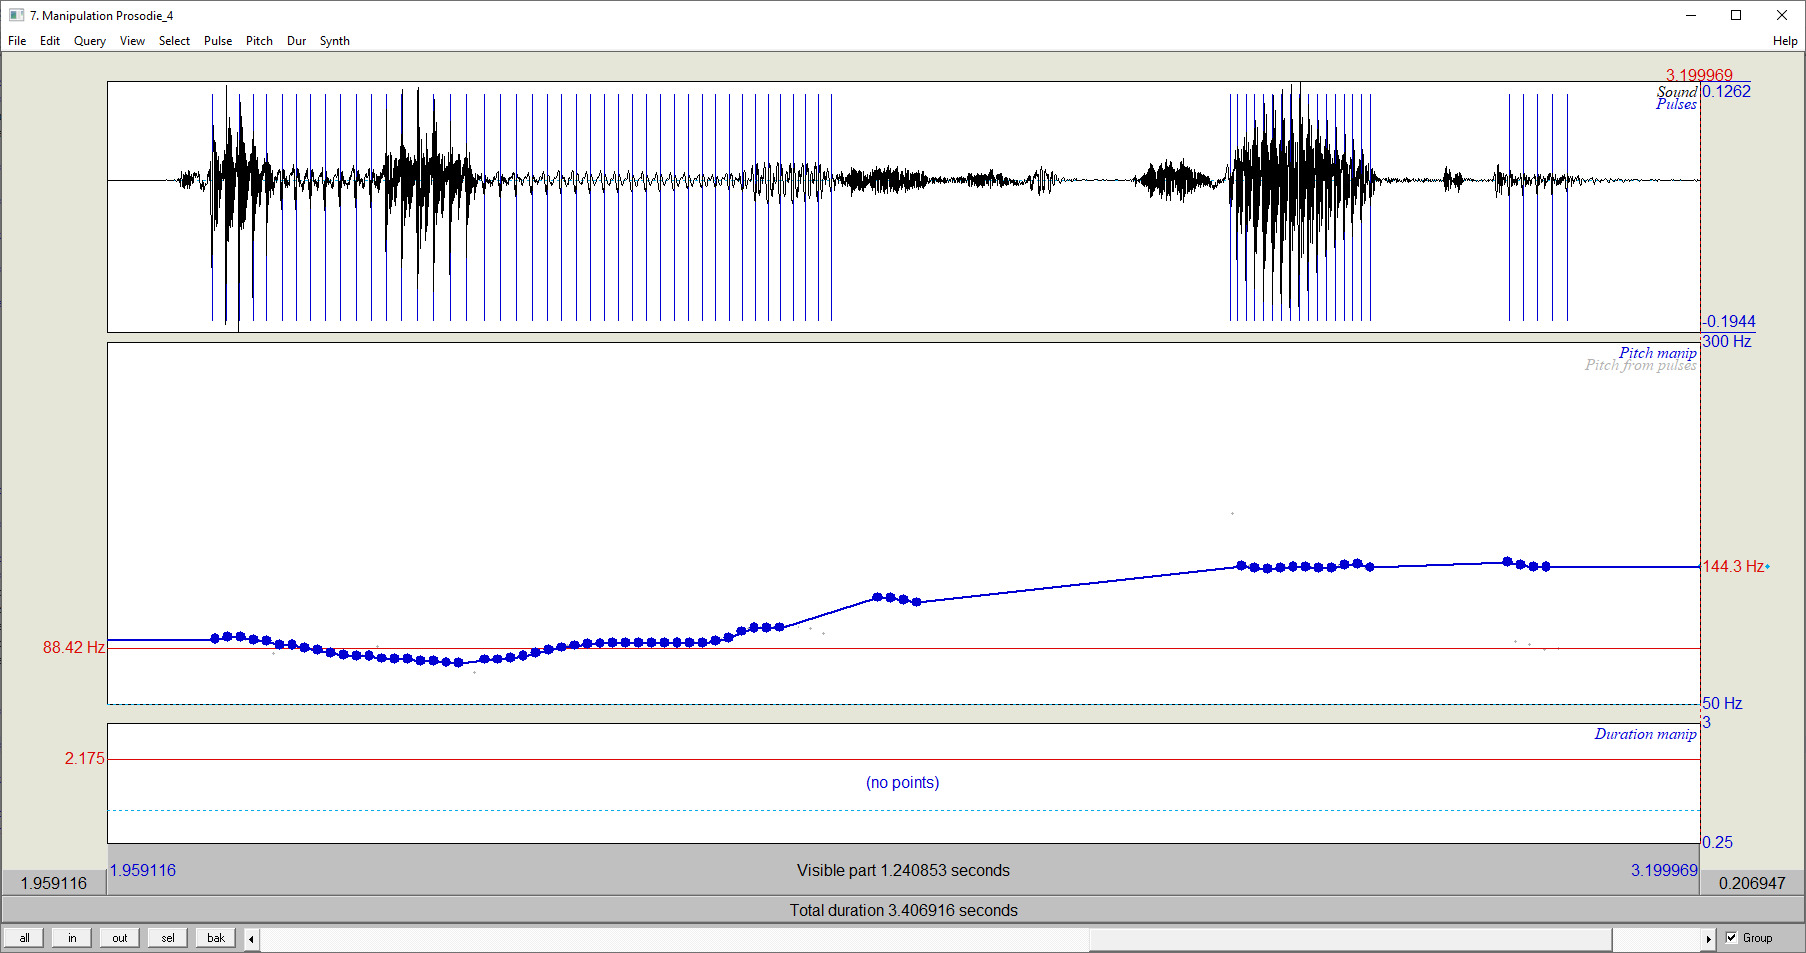 7. Manipulation Prosodie_4
File Edit Query View Select Pulse Pitch Dur Synth Help
3.199969
Sound 0.1262
Pulses
-0.1944
300 Hz
Pitch manip
Pitch from pulses
144.3 Hz
88.42 Hz
50 Hz
3
Duration manip
2.175
(no points)
0.25
1.959116 Visible part 1.240853 seconds 3.199969
1.959116 0.206947
Total duration 3.406916 seconds
all in out sel bak Group